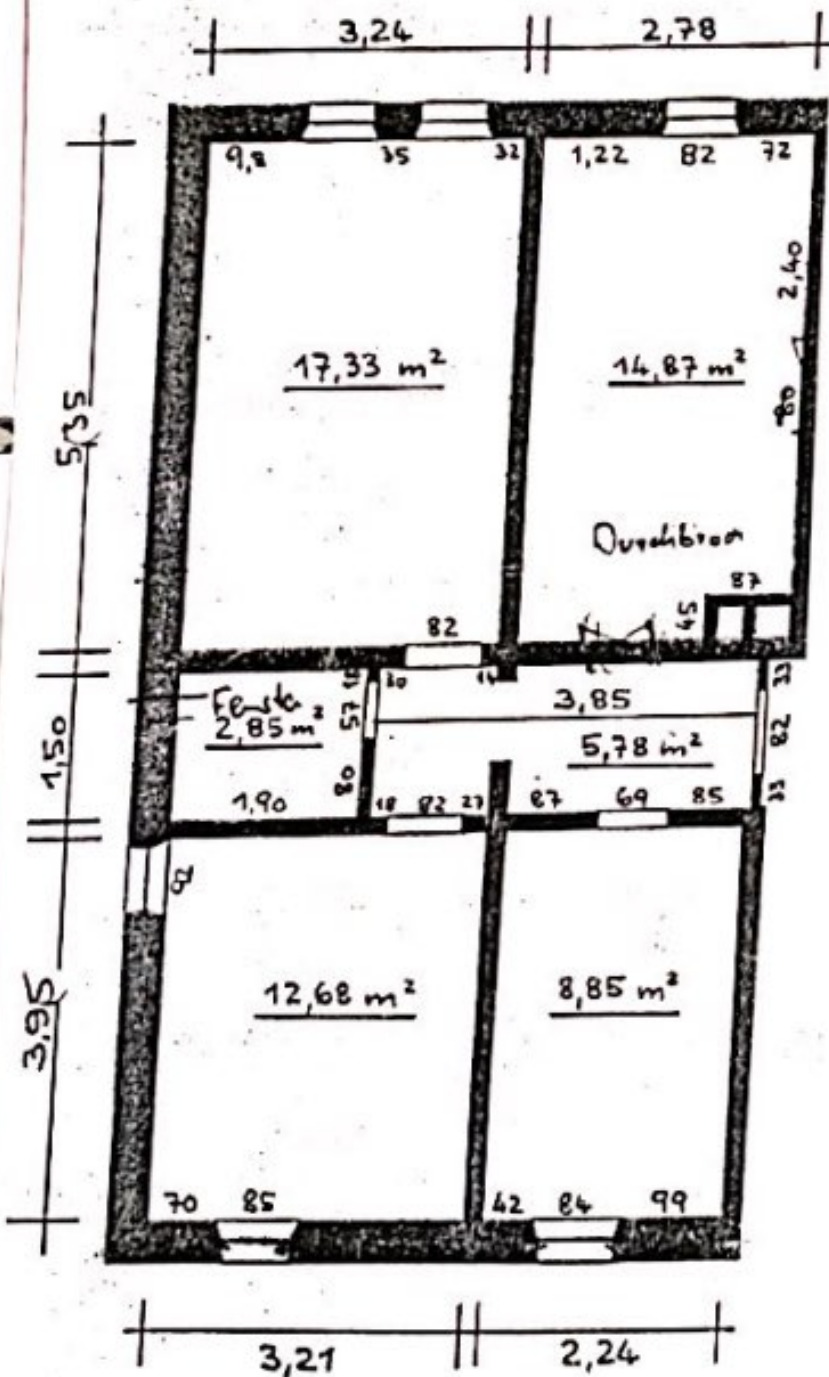 3,24 2,78
9,8 35 32 1,22 82 72
2,40
17,33 m² 14,87 m²
80
5,35
Durchbruch
87
45
82
18 30 14 33
Fenster 57 3,85
2,85 m² 82
1,50 5,78 m²
80 33
1,90 18 82 27 87 69 85
12,68 m² 8,85 m²
3,95
70 85 42 84 99
3,21 2,24